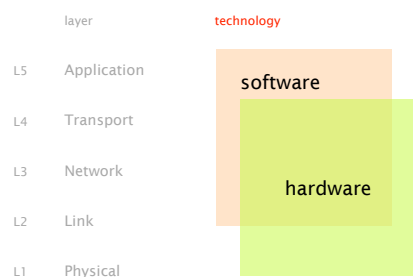 layer technology
L5 Application
software
L4 Transport
L3 Network
hardware
L2 Link
L1 Physical